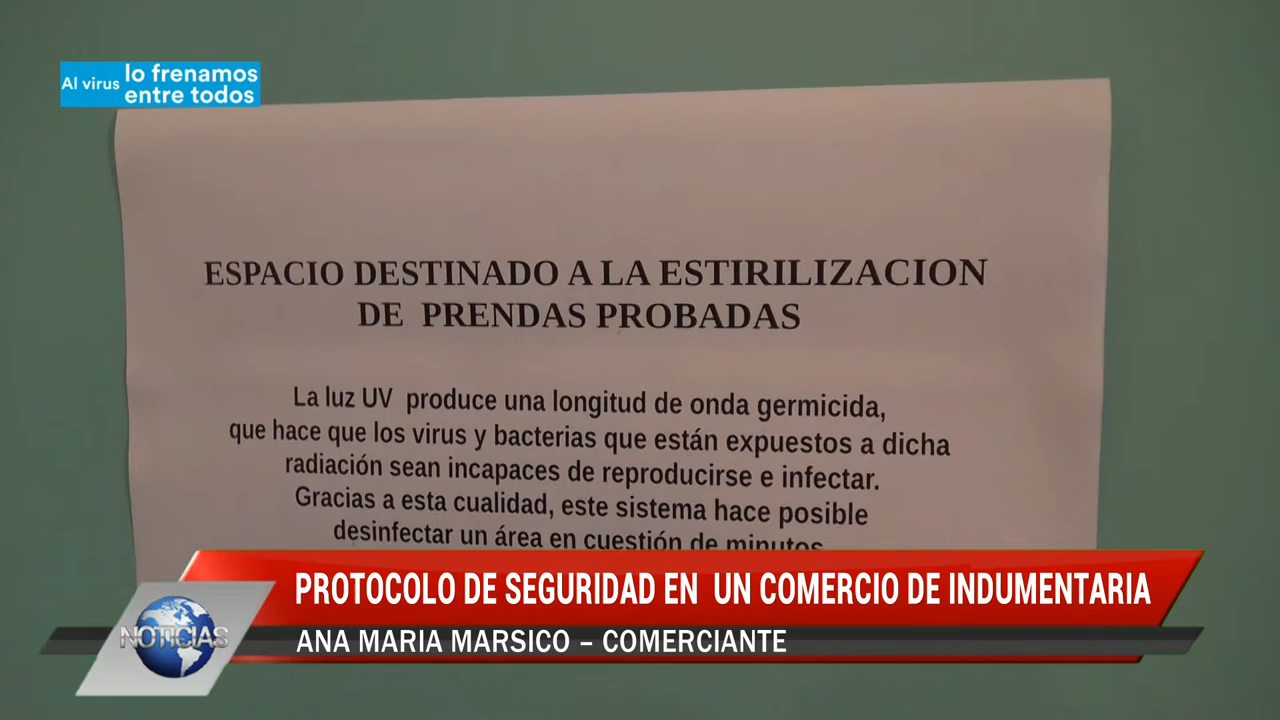 Al virus lo frenamos
entre todos
ESPACIO DESTINADO A LA ESTIRILIZACION
DE PRENDAS PROBADAS
La luz UV produce una longitud de onda germicida,
que hace que los virus y bacterias que están expuestos a dicha
radiación sean incapaces de reproducirse e infectar.
Gracias a esta cualidad, este sistema hace posible
desinfectar un área en cuestión de minutos
PROTOCOLO DE SEGURIDAD EN UN COMERCIO DE INDUMENTARIA
NOTICIAS
ANA MARIA MARSICO – COMERCIANTE